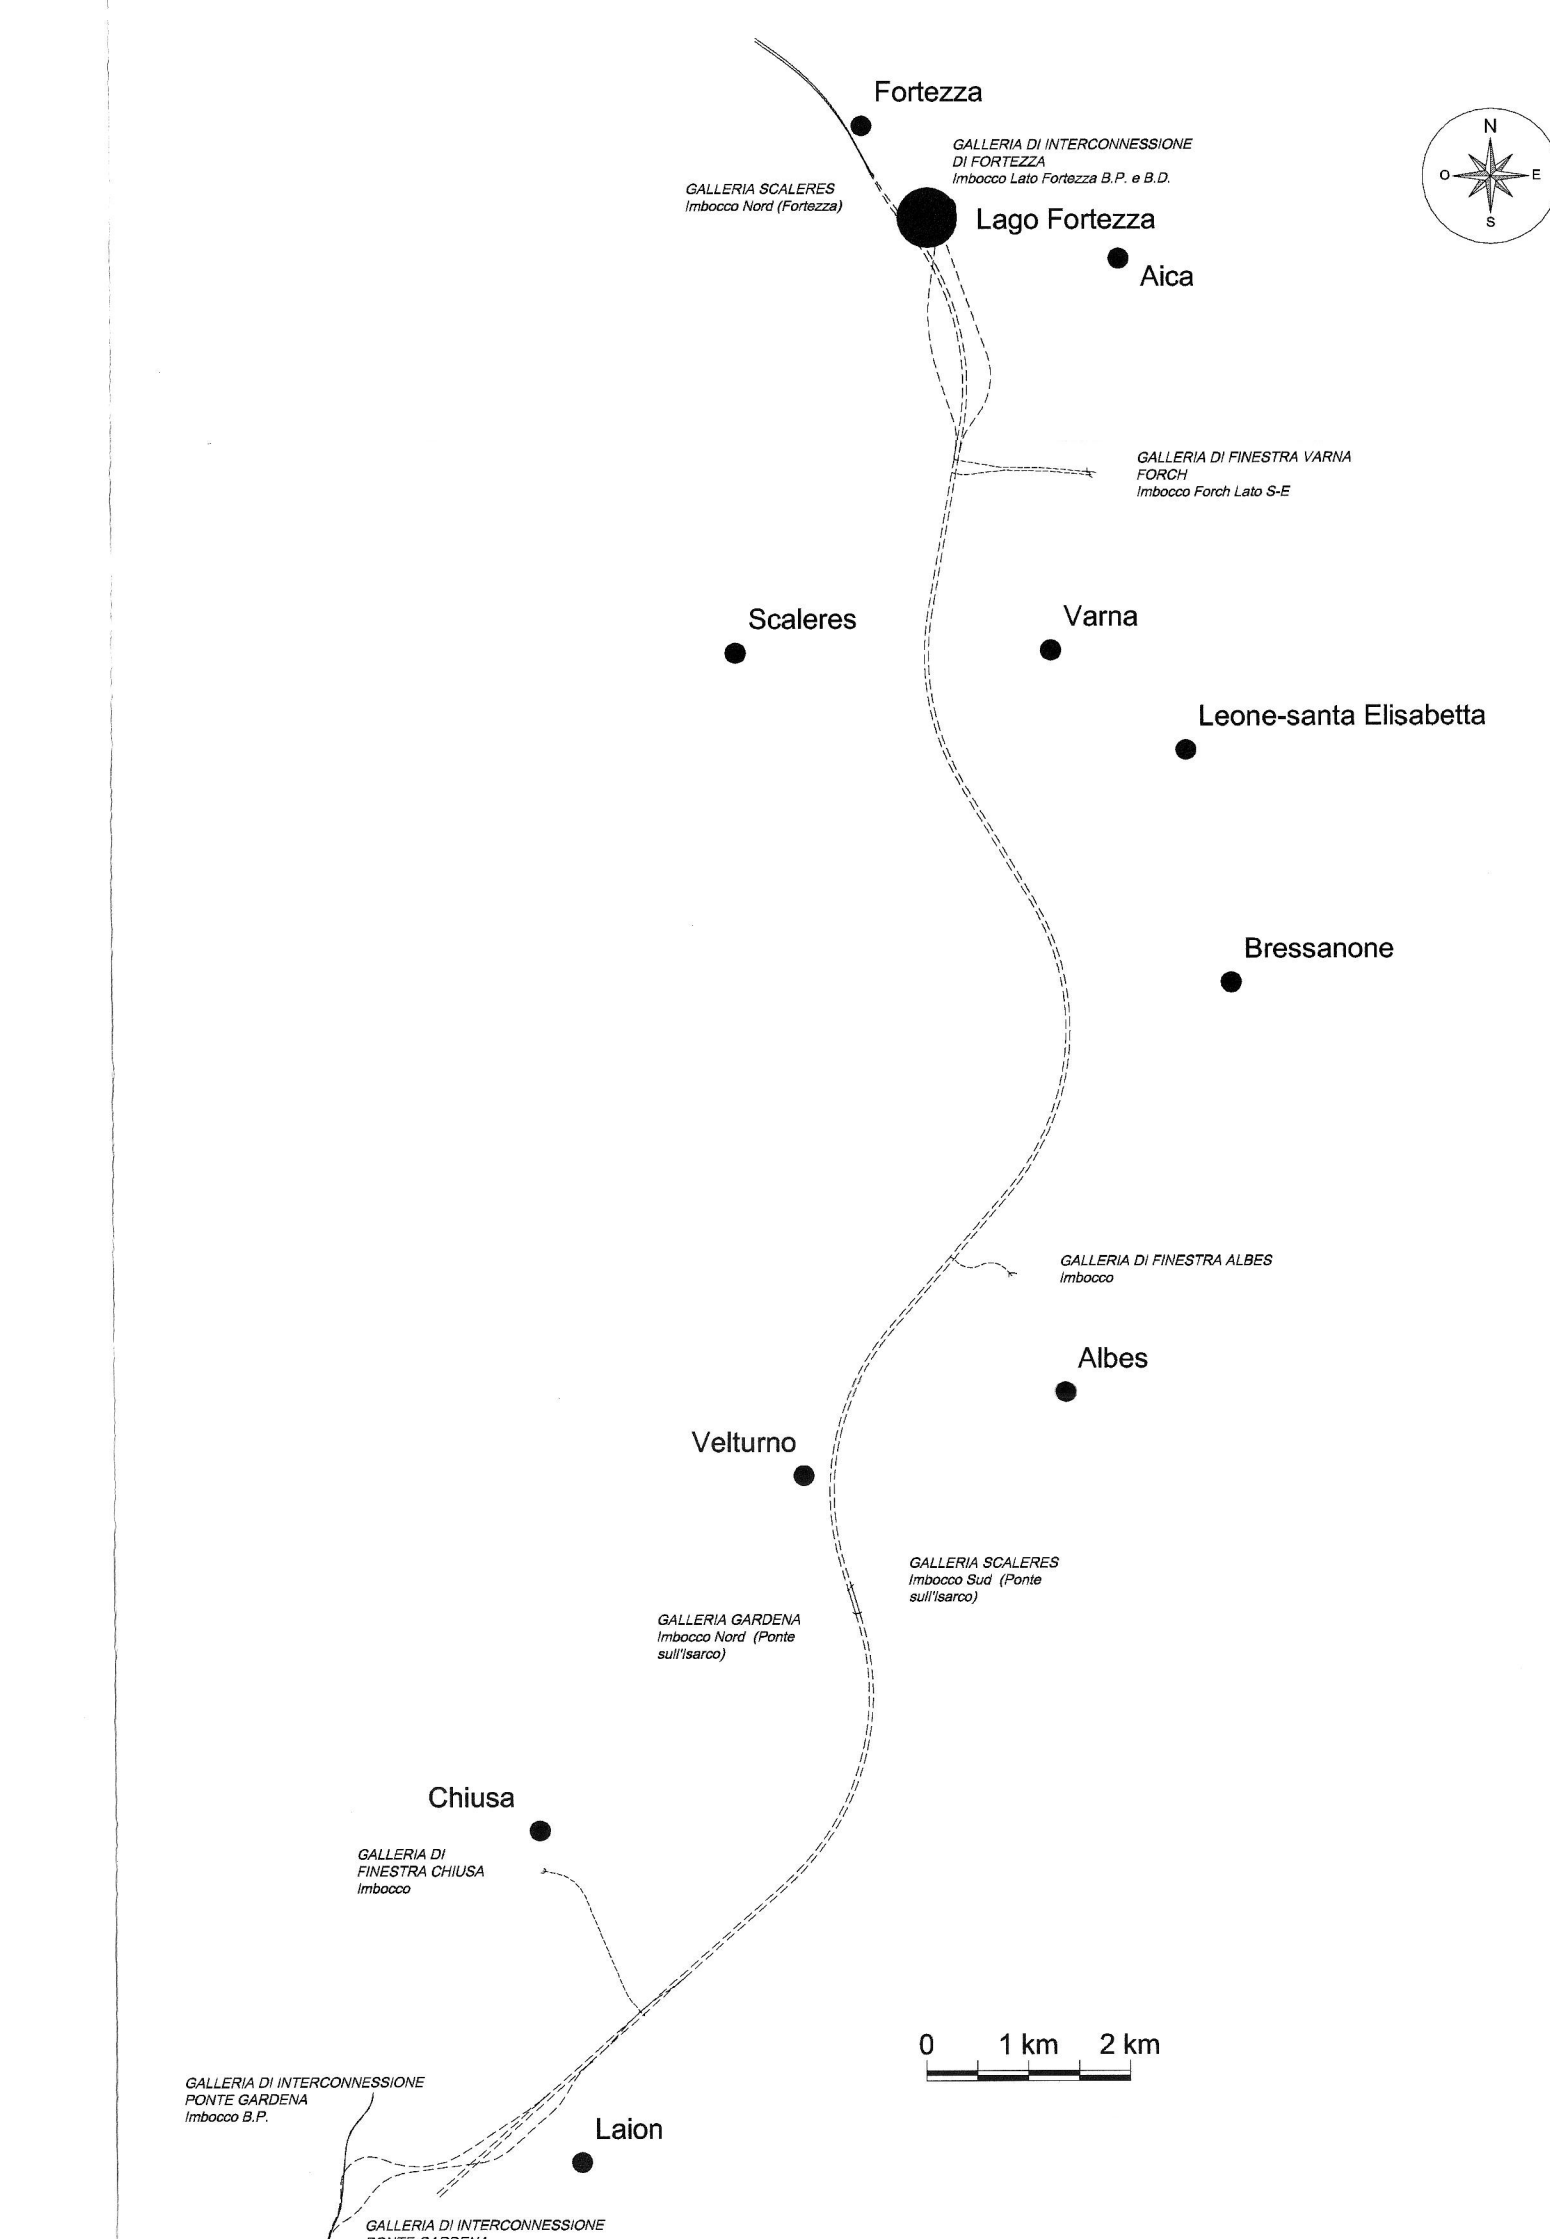 Fortezza
N
GALLERIA DI INTERCONNESSIONE
DI FORTEZZA
Imbocco Lato Fortezza B.P. e B.D.
O
E
GALLERIA SCALERES
Imbocco Nord (Fortezza)
S
Lago Fortezza
Aica
GALLERIA DI FINESTRA VARNA
FORCH
Imbocco Forch Lato S-E
Scaleres
Varna
Leone-santa Elisabetta
Bressanone
GALLERIA DI FINESTRA ALBES
Imbocco
Albes
Velturno
GALLERIA SCALERES
Imbocco Sud (Ponte
sull'Isarco)
GALLERIA GARDENA
Imbocco Nord (Ponte
sull'Isarco)
Chiusa
GALLERIA DI
FINESTRA CHIUSA
Imbocco
0 1 km 2 km
GALLERIA DI INTERCONNESSIONE
PONTE GARDENA
Imbocco B.P.
Laion
GALLERIA DI INTERCONNESSIONE